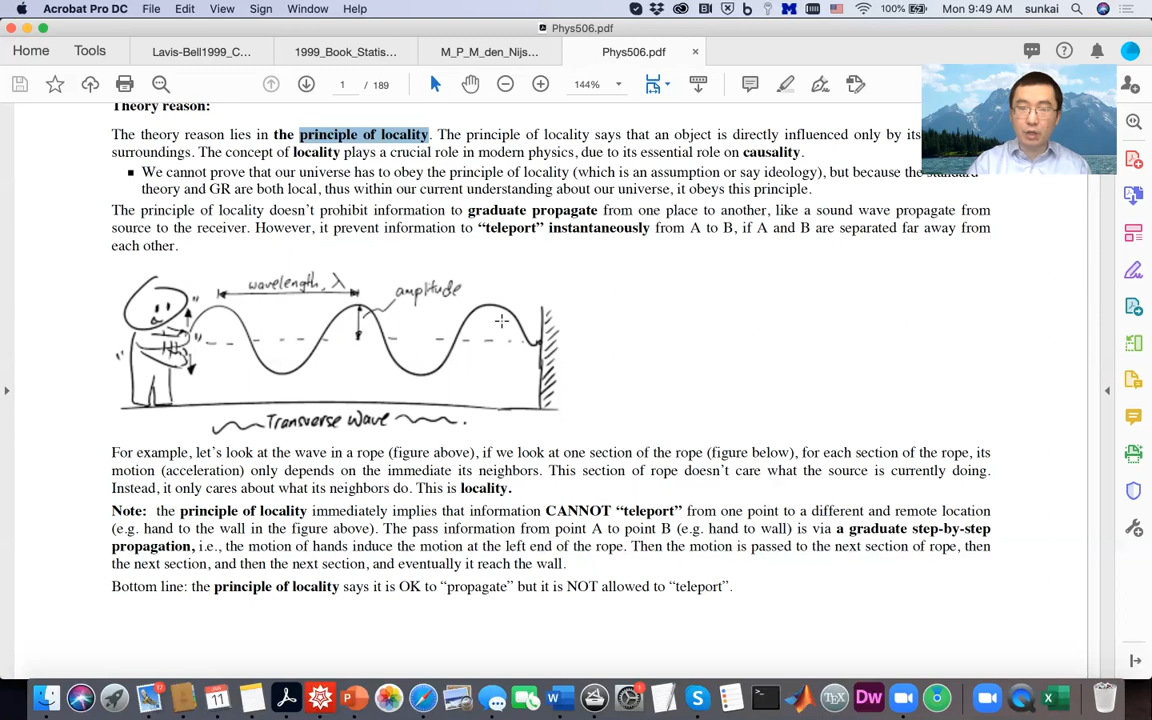 Acrobat Pro DC File Edit View Sign Window Help 100% Mon 9:49 AM sunkai
Phys506.pdf
Home Tools Lavis-Bell1999_C... 1999_Book_Statis... M_P_M_den_Nijs... Phys506.pdf ×
1 / 189 144%
Theory reason:
The theory reason lies in the principle of locality. The principle of locality says that an object is directly influenced only by its
surroundings. The concept of locality plays a crucial role in modern physics, due to its essential role on causality.
We cannot prove that our universe has to obey the principle of locality (which is an assumption or say ideology), but because the standard
theory and GR are both local, thus within our current understanding about our universe, it obeys this principle.
The principle of locality doesn't prohibit information to graduate propagate from one place to another, like a sound wave propagate from
source to the receiver. However, it prevent information to "teleport" instantaneously from A to B, if A and B are separated far away from
each other.
wavelength, λ
amplitude
Transverse Wave
For example, let's look at the wave in a rope (figure above), if we look at one section of the rope (figure below), for each section of the rope, its
motion (acceleration) only depends on the immediate its neighbors. This section of rope doesn't care what the source is currently doing.
Instead, it only cares about what its neighbors do. This is locality.
Note: the principle of locality immediately implies that information CANNOT "teleport" from one point to a different and remote location
(e.g. hand to the wall in the figure above). The pass information from point A to point B (e.g. hand to wall) is via a graduate step-by-step
propagation, i.e., the motion of hands induce the motion at the left end of the rope. Then the motion is passed to the next section of rope, then
the next section, and then the next section, and eventually it reach the wall.
Bottom line: the principle of locality says it is OK to "propagate" but it is NOT allowed to "teleport".